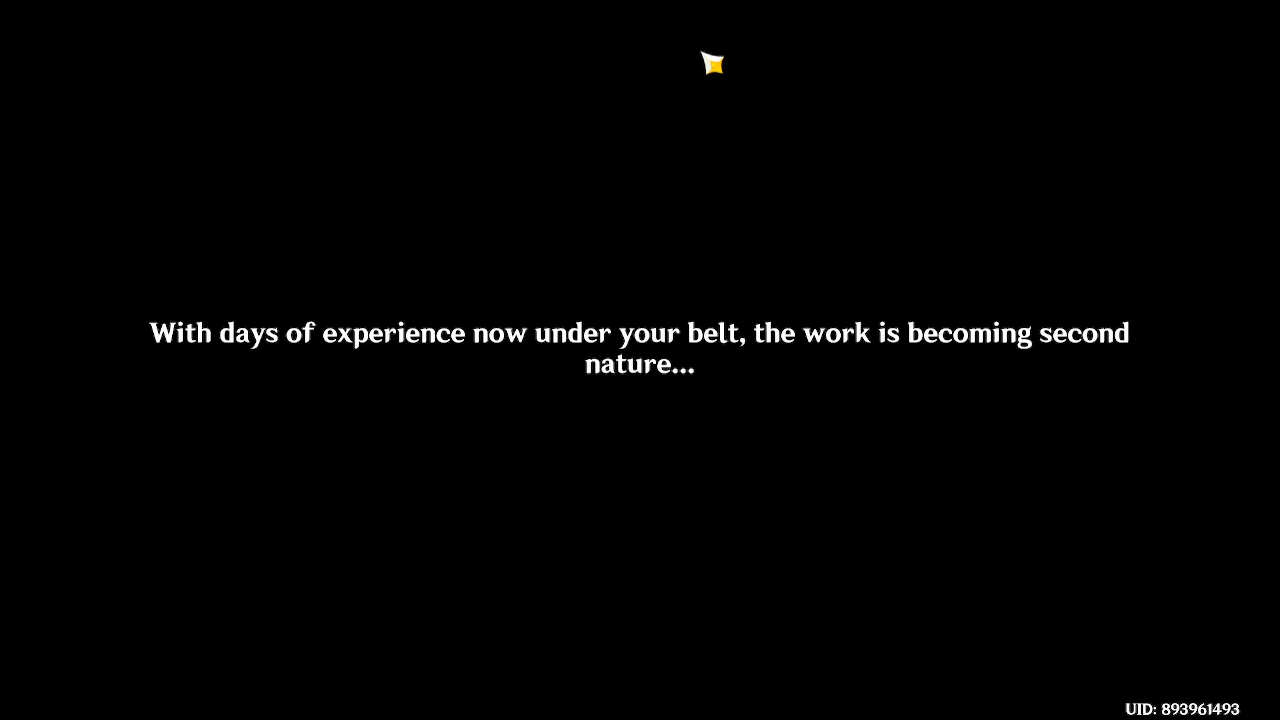 With days of experience now under your belt, the work is becoming second
nature...
UID: 893961493